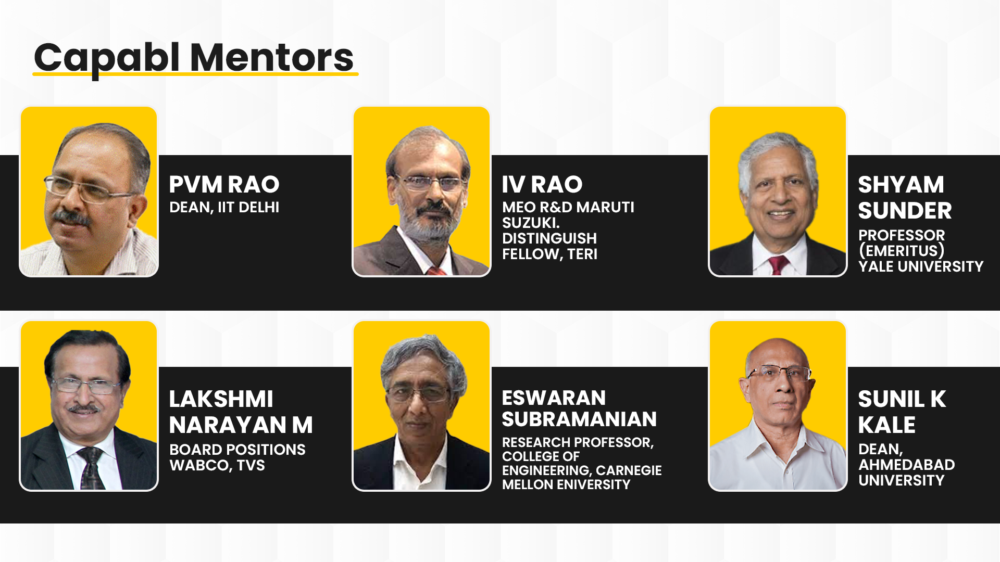 Capabl Mentors
PVM RAO
DEAN, IIT DELHI
IV RAO
MEO R&D MARUTI
SUZUKI.
DISTINGUISH
FELLOW, TERI
SHYAM
SUNDER
PROFESSOR
(EMERITUS)
YALE UNIVERSITY
LAKSHMI
NARAYAN M
BOARD POSITIONS
WABCO, TVS
ESWARAN
SUBRAMANIAN
RESEARCH PROFESSOR,
COLLEGE OF
ENGINEERING, CARNEGIE
MELLON ENIVERSITY
SUNIL K
KALE
DEAN,
AHMEDABAD
UNIVERSITY